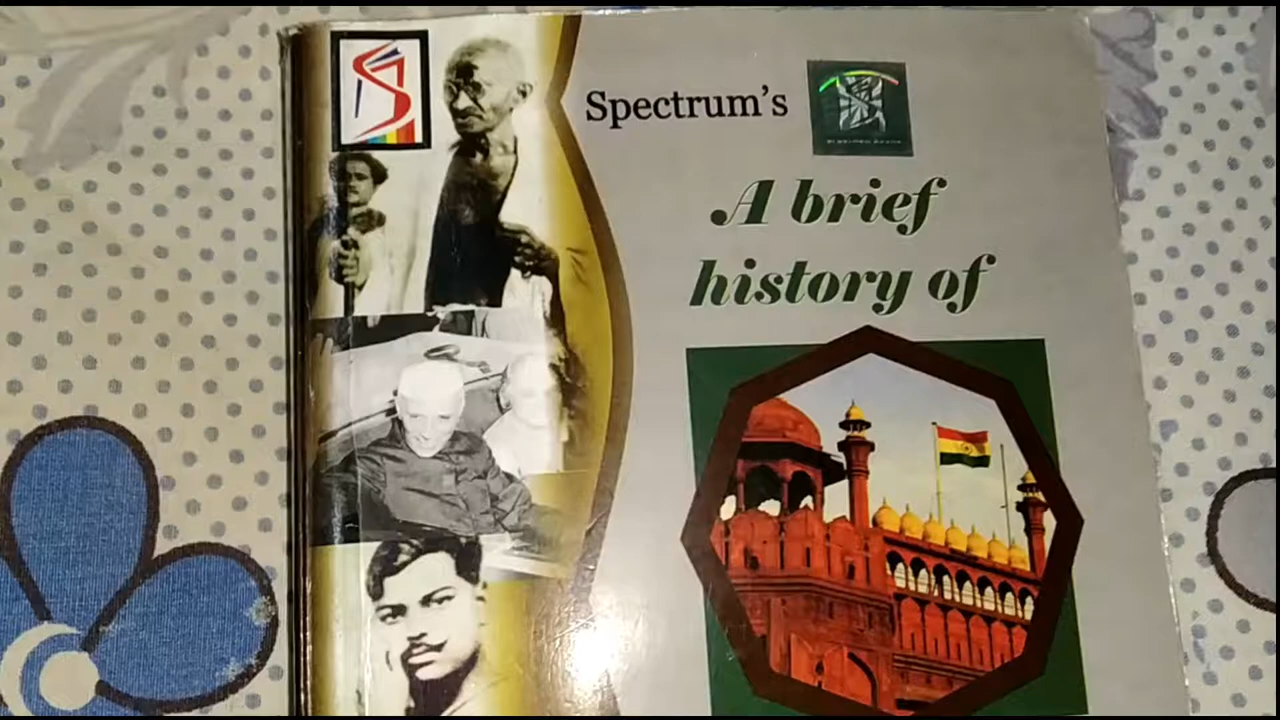 Spectrum's
A brief
history of